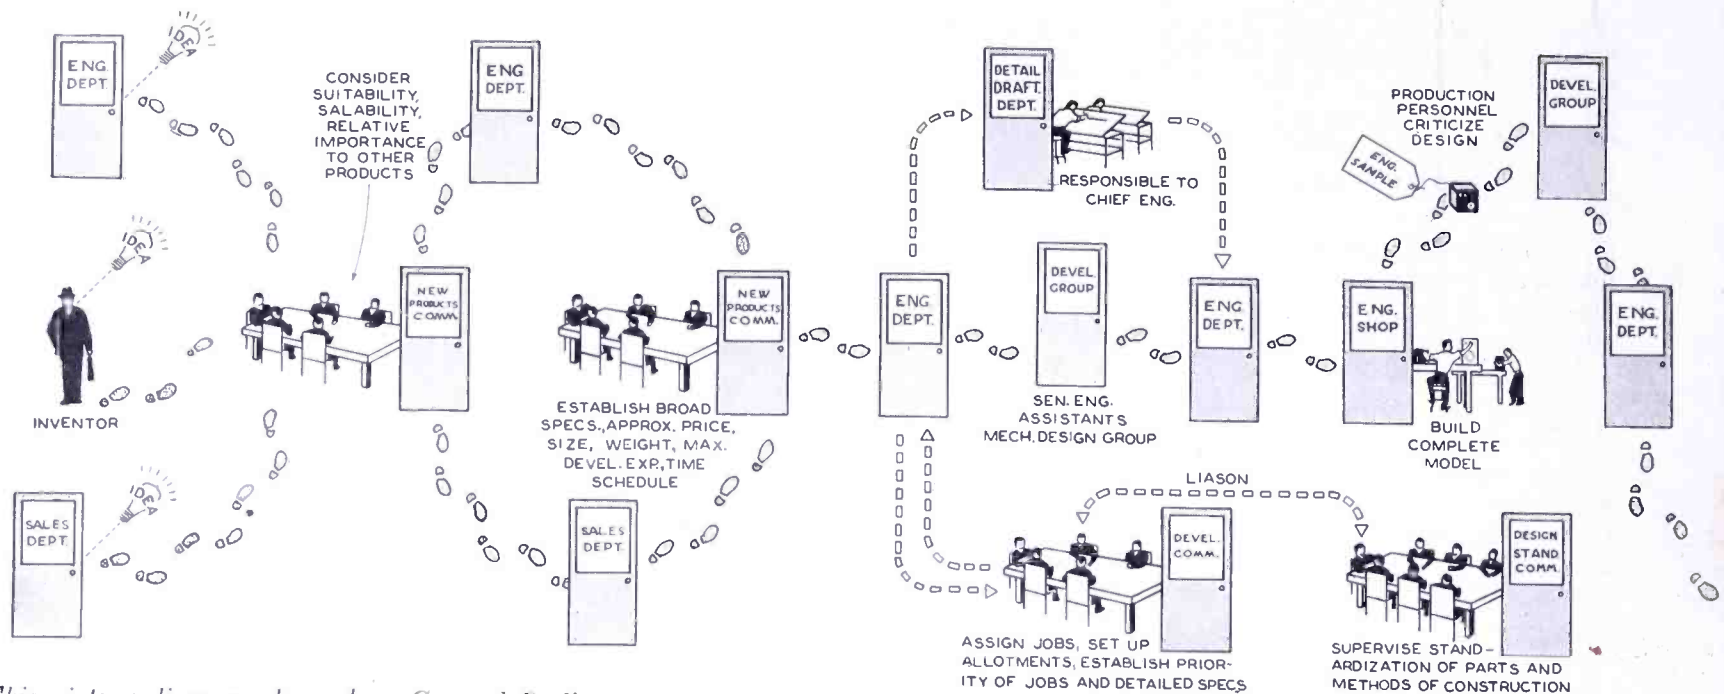 ENG.
DEPT.
IDEA
CONSIDER
SUITABILITY,
SALABILITY,
RELATIVE
IMPORTANCE
TO OTHER
PRODUCTS
ENG.
DEPT.
IDEA
INVENTOR
NEW
PRODUCTS
COMM.
SALES
DEPT.
IDEA
NEW
PRODUCTS
COMM.
ESTABLISH BROAD
SPECS., APPROX. PRICE,
SIZE, WEIGHT, MAX.
DEVEL. EXP., TIME
SCHEDULE
SALES
DEPT.
ENG.
DEPT.
DETAIL
DRAFT.
DEPT.
RESPONSIBLE TO
CHIEF ENG.
DEVEL.
GROUP
SEN. ENG.
ASSISTANTS
MECH. DESIGN GROUP
ENG.
DEPT.
LIASON
DEVEL.
COMM.
ASSIGN JOBS, SET UP
ALLOTMENTS, ESTABLISH PRIOR-
ITY OF JOBS AND DETAILED SPECS
ENG.
SHOP
BUILD
COMPLETE
MODEL
PRODUCTION
PERSONNEL
CRITICIZE
DESIGN
ENG.
SAMPLE
DEVEL.
GROUP
ENG.
DEPT.
DESIGN
STAND
COMM.
SUPERVISE STAND-
ARDIZATION OF PARTS AND
METHODS OF CONSTRUCTION